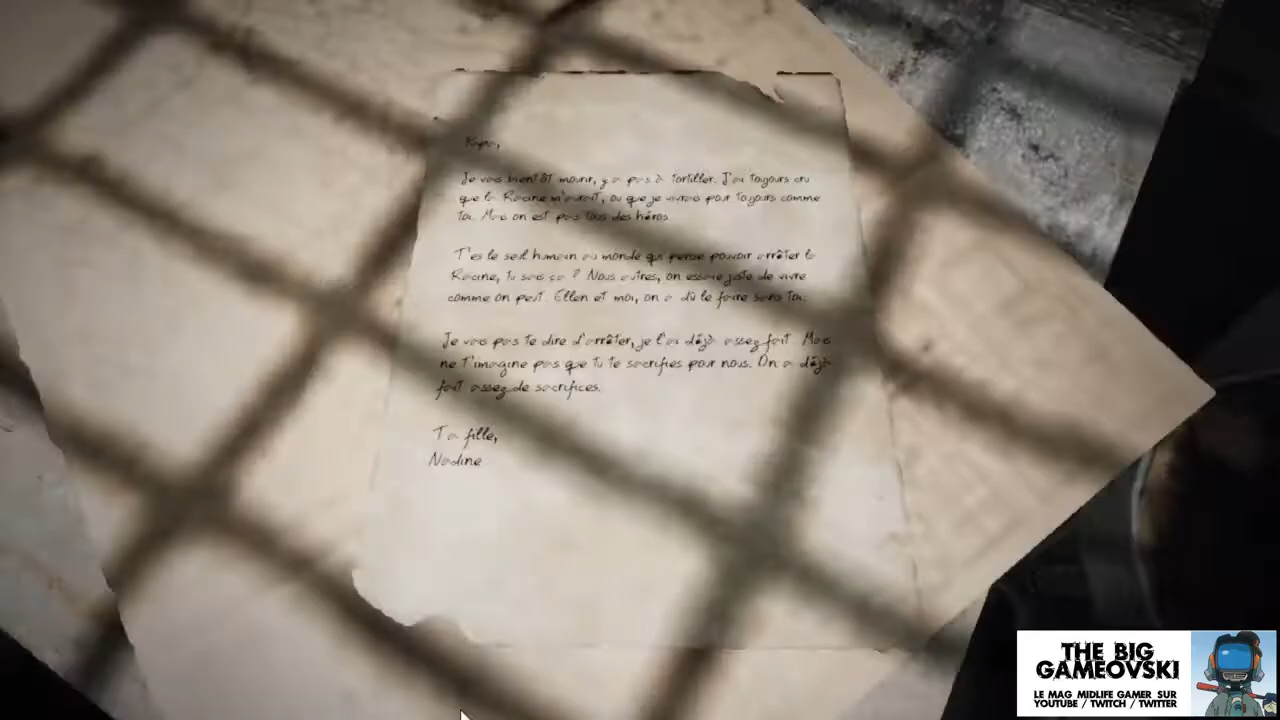 Papa,
Je vais bientôt mourir, y a pas à tortiller. J'ai toujours cru
que la Racine m'aurait, ou que je vivrais pour toujours comme
toi. Mais on est pas tous des héros
T'es le seul humain au monde qui pense pouvoir arrêter la
Racine, tu sais ça ? Nous autres, on essaie juste de vivre
comme on peut. Ellen et moi, on a dû le faire sans toi.
Je vais pas te dire d'arrêter, je l'ai déjà assez fait. Mais
ne t'imagine pas que tu te sacrifies pour nous. On a déjà
fait assez de sacrifices.
Ta fille,
Nadine
THE BIG
GAMEOVSKI
LE MAG MIDLIFE GAMER SUR
YOUTUBE / TWITCH / TWITTER